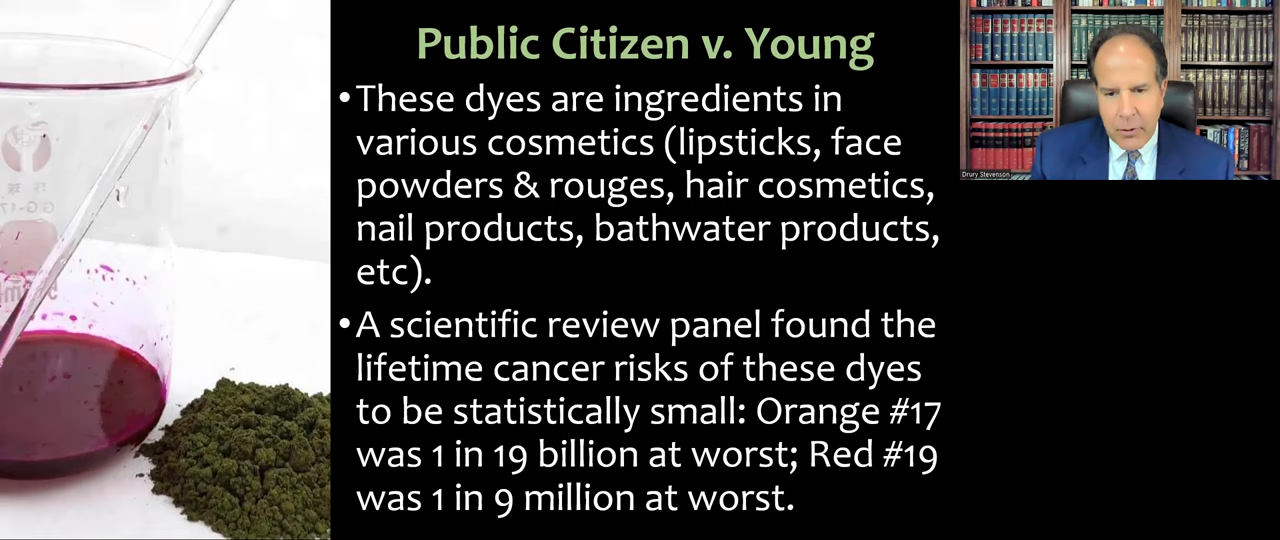 Public Citizen v. Young
•These dyes are ingredients in
various cosmetics (lipsticks, face
powders & rouges, hair cosmetics,
nail products, bathwater products,
etc).
•A scientific review panel found the
lifetime cancer risks of these dyes
to be statistically small: Orange #17
was 1 in 19 billion at worst; Red #19
was 1 in 9 million at worst.
Drury Stevenson